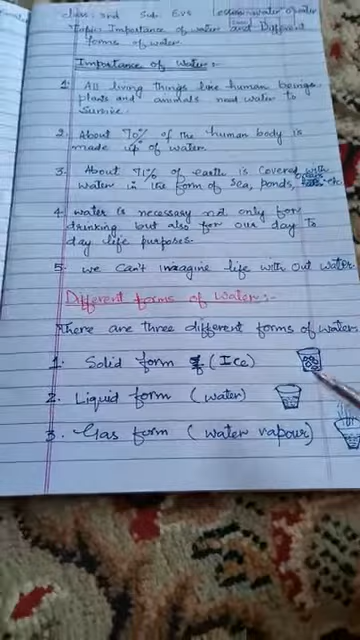 class: 2nd Sub. Evs Lesson- water o water
Topic: Importance of water and Different
forms of water
Importance of Water:-
1. All living things like human beings
plants and animals need water to
survive.
2. About 70% of the human body is
made up of water.
3. About 71% of earth is covered with
water in the form of sea, ponds, etc
4. water is necessary not only for
drinking but also for our day to
day life purposes.
5. we can't imagine life with out water.
Different forms of water:-
There are three different forms of water.
1. Solid form (Ice)
2. Liquid form (water)
3. Gas form (water vapour)